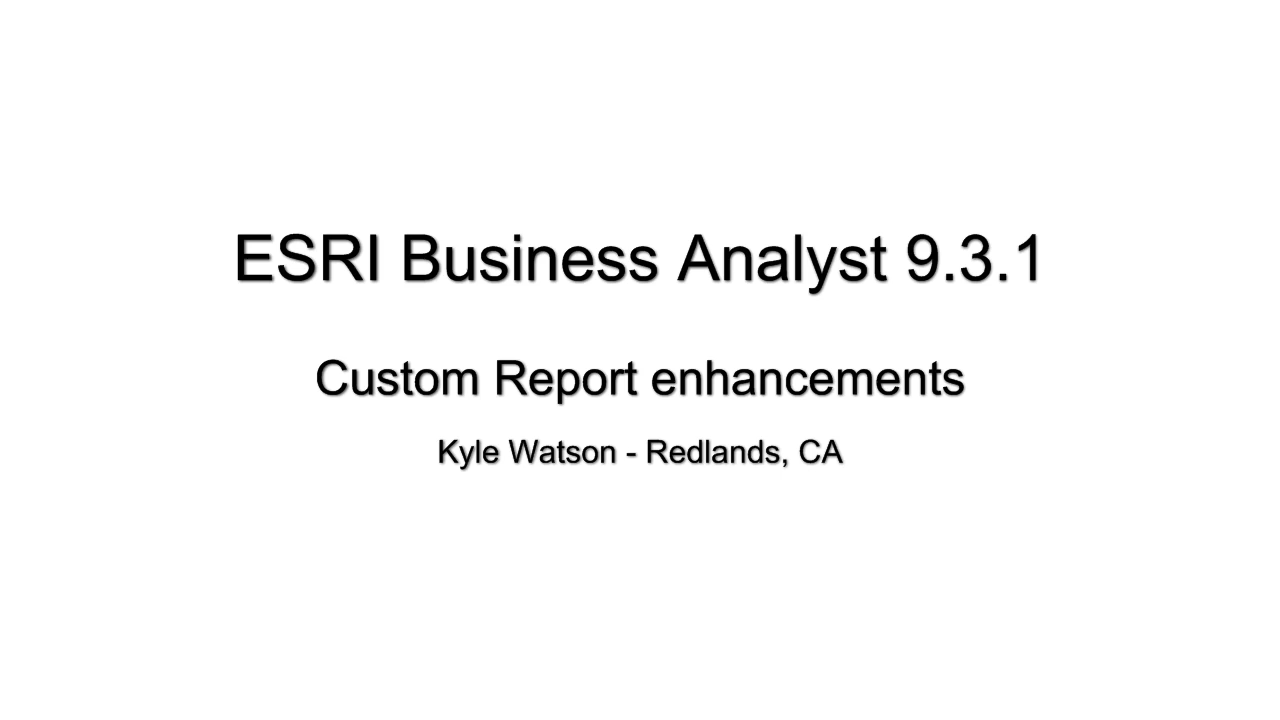 ESRI Business Analyst 9.3.1
Custom Report enhancements
Kyle Watson - Redlands, CA